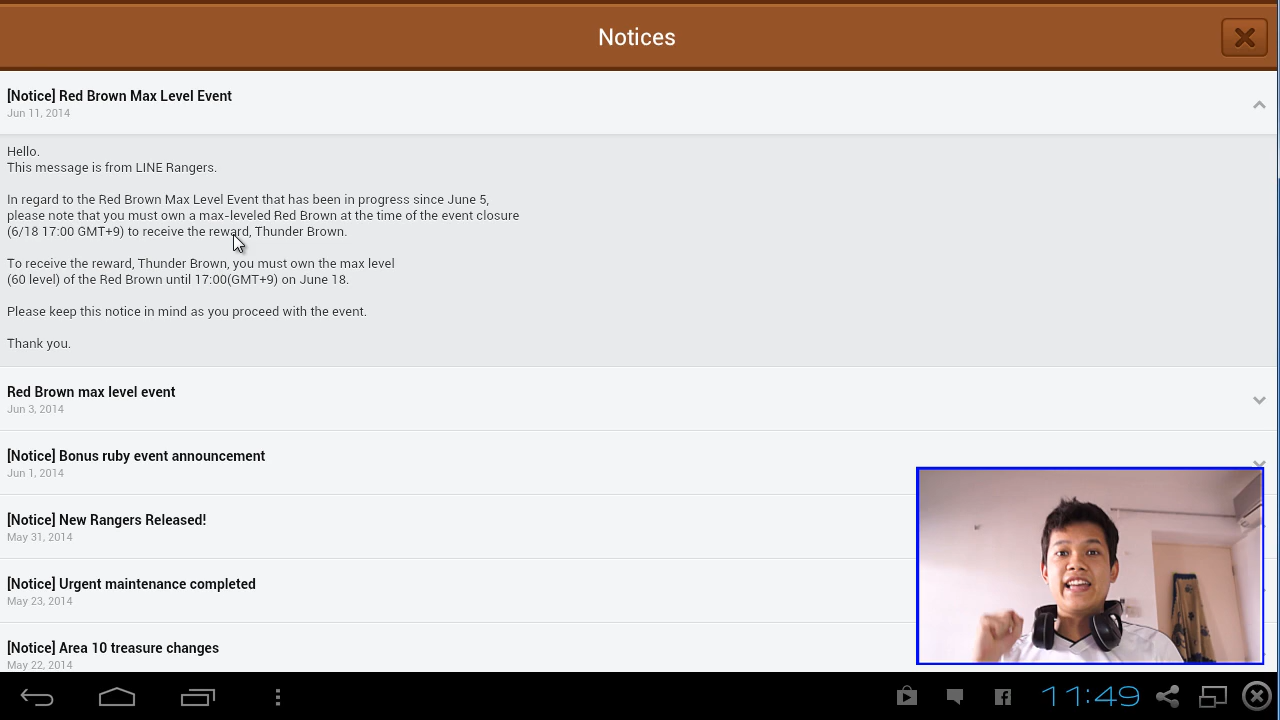 Notices
[Notice] Red Brown Max Level Event
Jun 11, 2014
Hello.
This message is from LINE Rangers.
In regard to the Red Brown Max Level Event that has been in progress since June 5,
please note that you must own a max-leveled Red Brown at the time of the event closure
(6/18 17:00 GMT+9) to receive the reward, Thunder Brown.
To receive the reward, Thunder Brown, you must own the max level
(60 level) of the Red Brown until 17:00(GMT+9) on June 18.
Please keep this notice in mind as you proceed with the event.
Thank you.
Red Brown max level event
Jun 3, 2014
[Notice] Bonus ruby event announcement
Jun 1, 2014
[Notice] New Rangers Released!
May 31, 2014
[Notice] Urgent maintenance completed
May 23, 2014
[Notice] Area 10 treasure changes
May 22, 2014
11:49